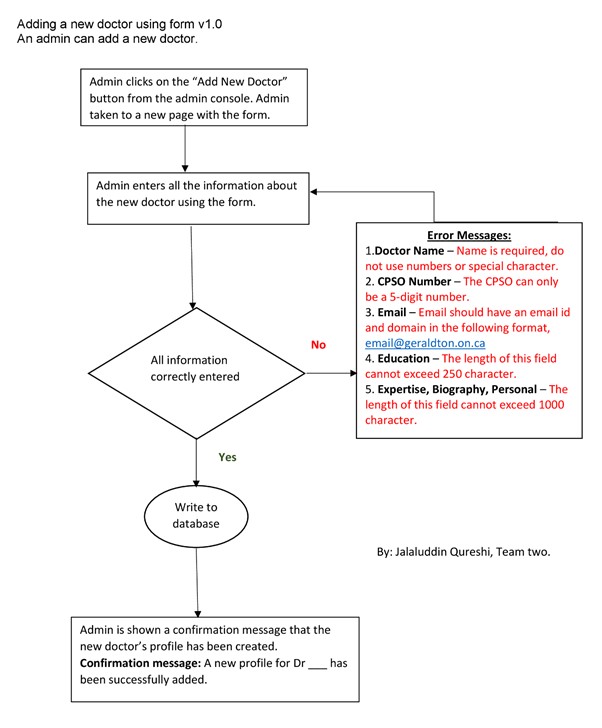 Adding a new doctor using form v1.0
An admin can add a new doctor.
Admin clicks on the “Add New Doctor”
button from the admin console. Admin
taken to a new page with the form.
Admin enters all the information about
the new doctor using the form.
Error Messages:
1.Doctor Name – Name is required, do
not use numbers or special character.
2. CPSO Number – The CPSO can only
be a 5-digit number.
3. Email – Email should have an email id
and domain in the following format,
email@geraldton.on.ca
4. Education – The length of this field
cannot exceed 250 character.
5. Expertise, Biography, Personal – The
length of this field cannot exceed 1000
character.
All information
correctly entered
No
Yes
Write to
database
By: Jalaluddin Qureshi, Team two.
Admin is shown a confirmation message that the
new doctor’s profile has been created.
Confirmation message: A new profile for Dr ___ has
been successfully added.